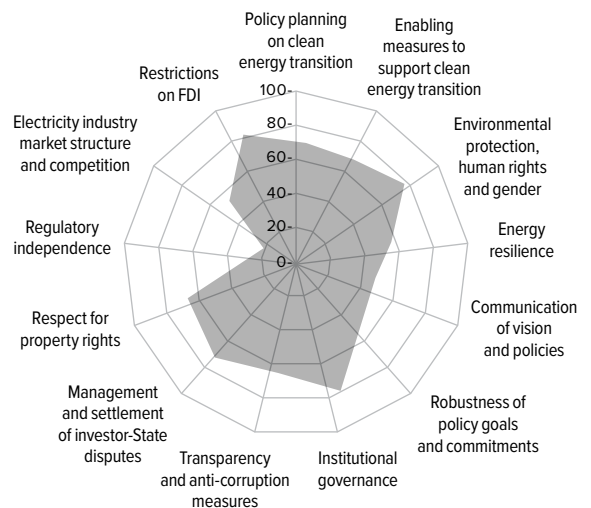 Policy planning
on clean
energy transition
Enabling
measures to
support clean
energy transition
Environmental
protection,
human rights
and gender
Energy
resilience
Communication
of vision
and policies
Robustness of
policy goals
and commitments
Institutional
governance
Transparency
and anti-corruption
measures
Management
and settlement
of investor-State
disputes
Respect for
property rights
Regulatory
independence
Electricity industry
market structure
and competition
Restrictions
on FDI
100
80
60
40
20
0